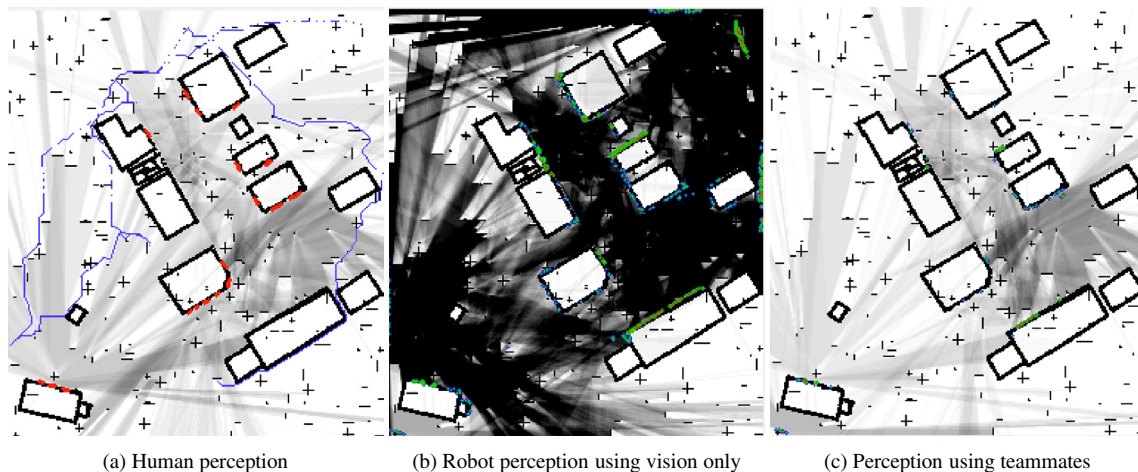 (a) Human perception
(b) Robot perception using vision only
(c) Perception using teammates